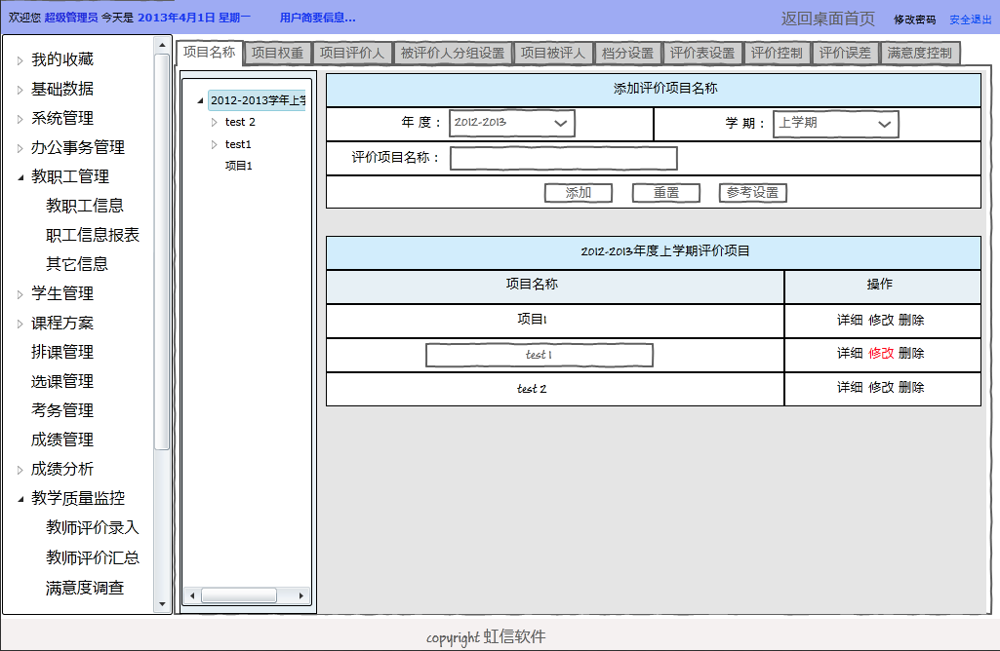 欢迎您 超级管理员 今天是 2013年4月1日 星期一 用户简要信息... 返回桌面首页 修改密码 安全退出
我的收藏
基础数据
系统管理
办公事务管理
教职工管理
教职工信息
职工信息报表
其它信息
学生管理
课程方案
排课管理
选课管理
考务管理
成绩管理
成绩分析
教学质量监控
教师评价录入
教师评价汇总
满意度调查
项目名称 项目权重 项目评价人 被评价人分组设置 项目被评人 档分设置 评价表设置 评价控制 评价误差 满意度控制
2012-2013学年上学
test 2
test1
项目1
添加评价项目名称
年 度： 2012-2013 学 期： 上学期
评价项目名称：
添加 重置 参考设置
2012-2013年度上学期评价项目
项目名称 操作
项目1 详细 修改 删除
test 1 详细 修改 删除
test 2 详细 修改 删除
copyright 虹信软件